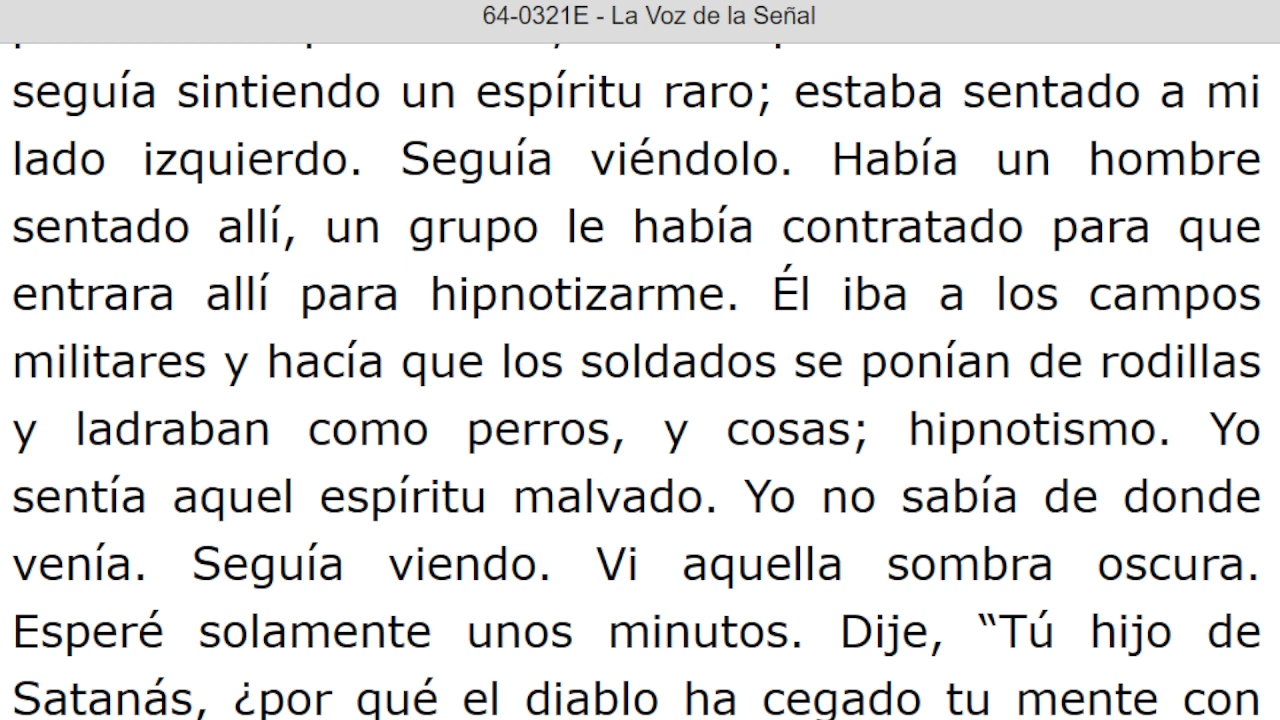 64-0321E - La Voz de la Señal
seguía sintiendo un espíritu raro; estaba sentado a mi
lado izquierdo. Seguía viéndolo. Había un hombre
sentado allí, un grupo le había contratado para que
entrara allí para hipnotizarme. Él iba a los campos
militares y hacía que los soldados se ponían de rodillas
y ladraban como perros, y cosas; hipnotismo. Yo
sentía aquel espíritu malvado. Yo no sabía de donde
venía. Seguía viendo. Vi aquella sombra oscura.
Esperé solamente unos minutos. Dije, “Tú hijo de
Satanás, ¿por qué el diablo ha cegado tu mente con